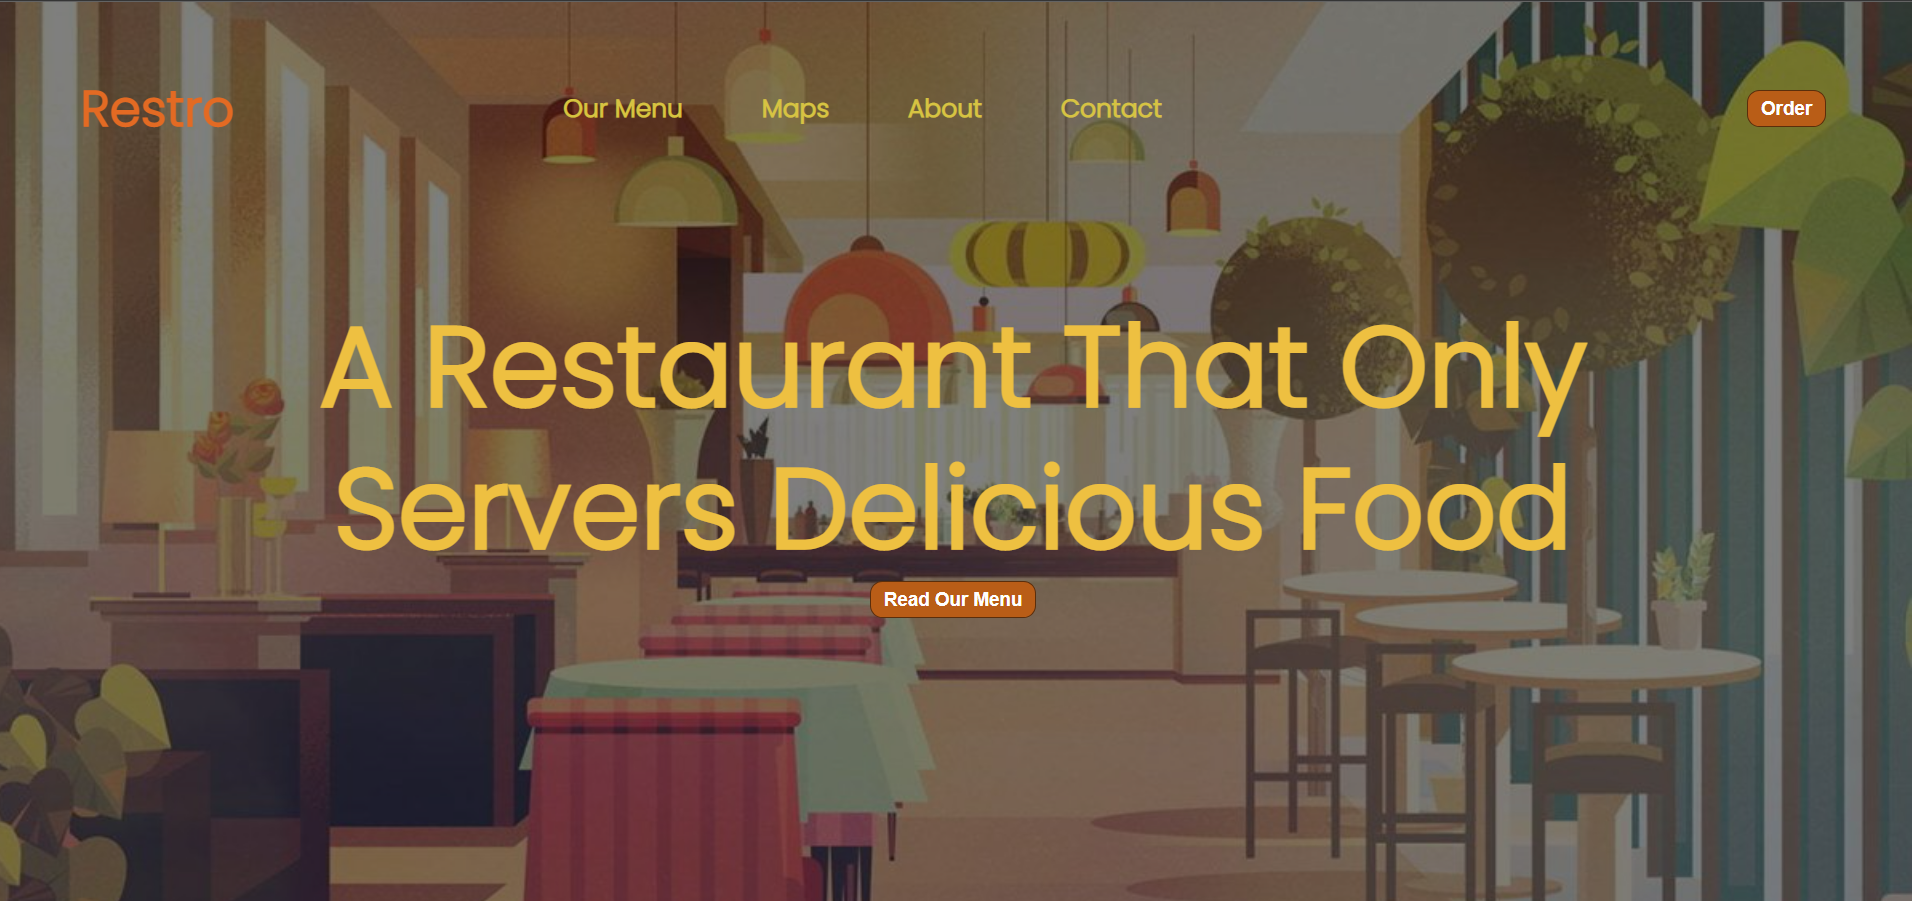 Restro
Our Menu
Maps
About
Contact
Order
A Restaurant That Only
Servers Delicious Food
Read Our Menu